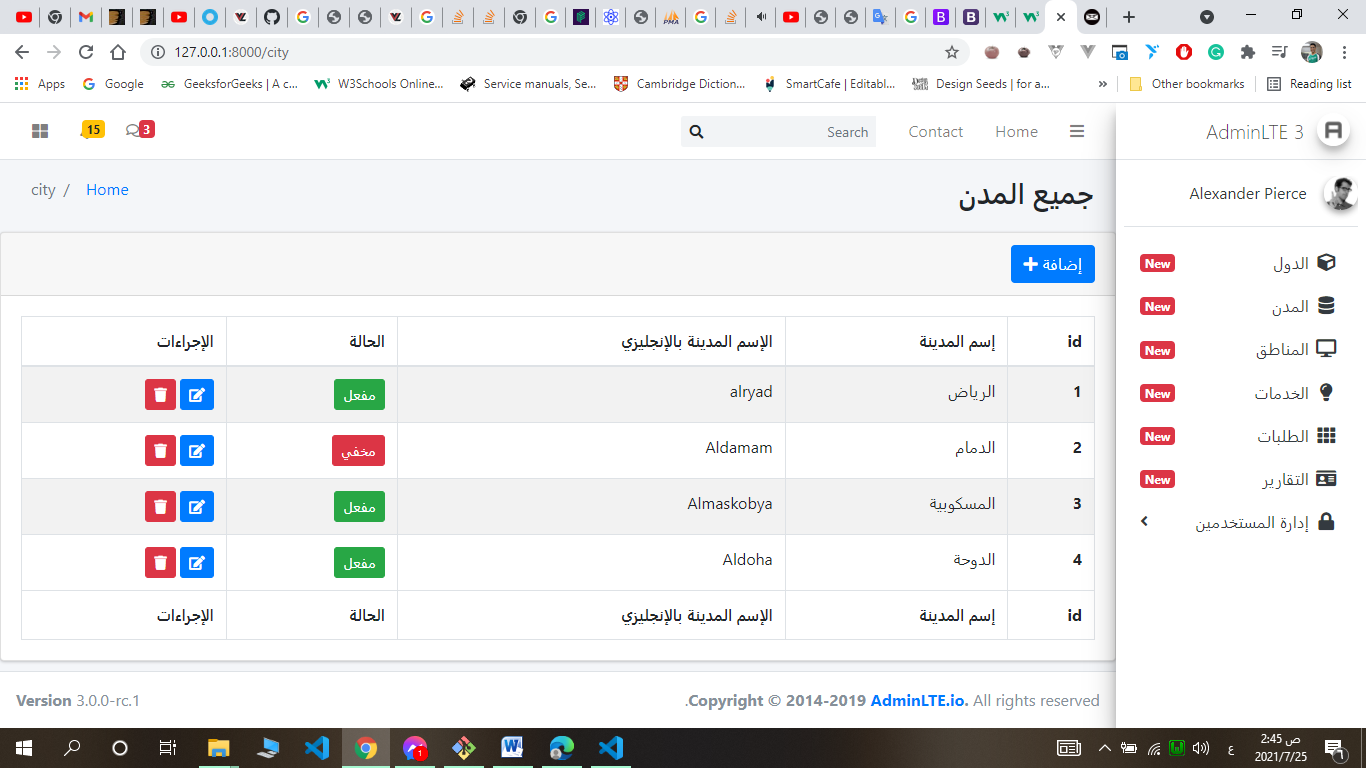 127.0.0.1:8000/city
Apps
Google
GeeksforGeeks | A c...
W3Schools Online...
Service manuals, Se...
Cambridge Diction...
SmartCafe | Editabl...
Design Seeds | for a...
»
Other bookmarks
Reading list
AdminLTE 3
Alexander Pierce
الدول New
المدن New
المناطق New
الخدمات New
الطلبات New
التقارير New
إدارة المستخدمين
Home
Contact
Search
3
15
جميع المدن
city / Home
إضافة
id إسم المدينة الإسم المدينة بالإنجليزي الحالة الإجراءات
1 الرياض alryad مفعل
2 الدمام Aldamam مخفي
3 المسكوبية Almaskobya مفعل
4 الدوحة Aldoha مفعل
id إسم المدينة الإسم المدينة بالإنجليزي الحالة الإجراءات
.Copyright © 2014-2019 AdminLTE.io. All rights reserved
Version 3.0.0-rc.1
1
ع
2:45 ص
2021/7/25
1